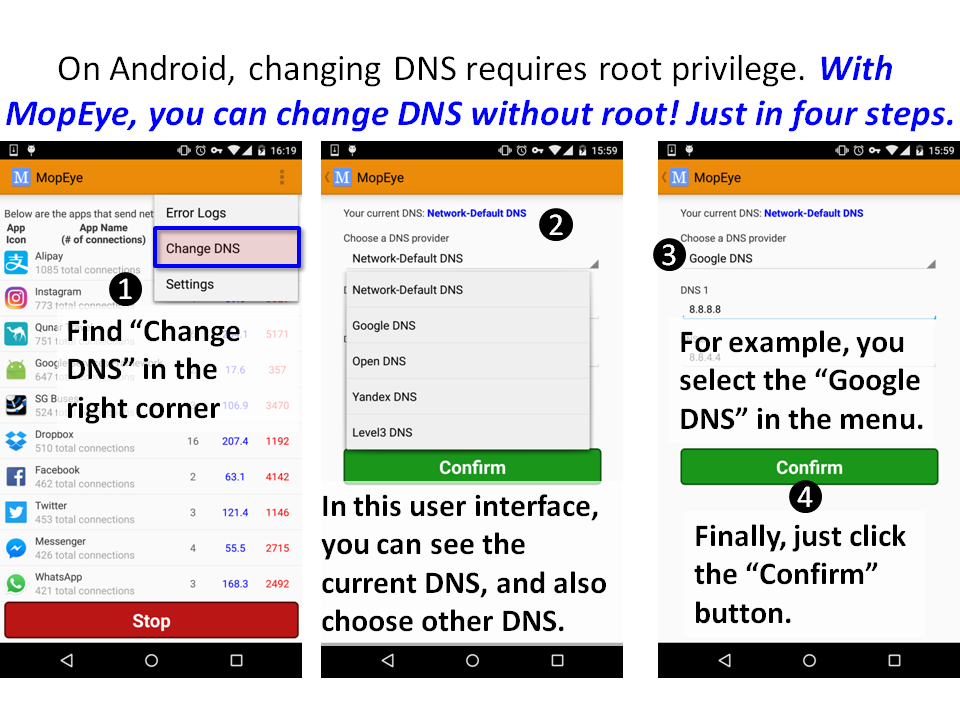 On Android, changing DNS requires root privilege. With
MopEye, you can change DNS without root! Just in four steps.
16:19
M MopEye
Below are the apps that send net
App Icon
App Name (# of connections)
Error Logs
Change DNS
Settings
Alipay
1085 total connections
Instagram
773 total connections
Quna
751 t
5171
Goog
647 tot
17.6 357
SG Buses
524
106.9 3470
Dropbox
510 total connections
16 207.4 1192
Facebook
462 total connections
2 63.1 4142
Twitter
453 total connections
3 121.4 1146
Messenger
426 total connections
4 55.5 2715
WhatsApp
421 total connections
3 168.3 2492
Stop
1
Find “Change
DNS” in the
right corner
15:59
M MopEye
Your current DNS: Network-Default DNS
2
Choose a DNS provider
Network-Default DNS
Network-Default DNS
Google DNS
Open DNS
Yandex DNS
Level3 DNS
Confirm
In this user interface,
you can see the
current DNS, and also
choose other DNS.
15:59
M MopEye
Your current DNS: Network-Default DNS
Choose a DNS provider
3
Google DNS
DNS 1
8.8.8.8
8.8.4.4
For example, you
select the “Google
DNS” in the menu.
Confirm
4
Finally, just click
the “Confirm”
button.